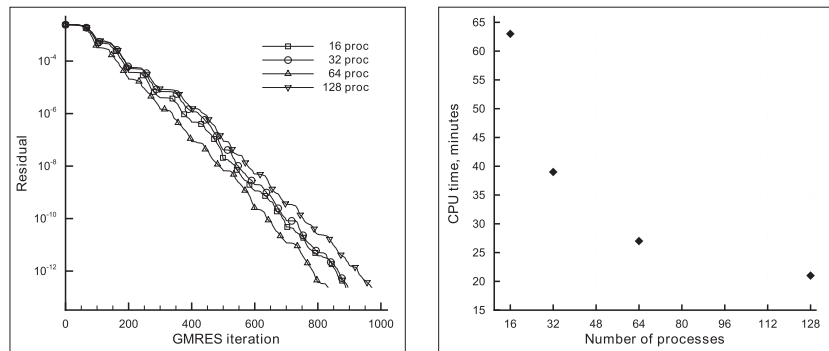 Residual
10-4
10-6
10-8
10-10
10-12
16 proc
32 proc
64 proc
128 proc
0 200 400 600 800 1000
GMRES iteration
CPU time, minutes
65
60
55
50
45
40
35
30
25
20
15
16 32 48 64 80 96 112 128
Number of processes